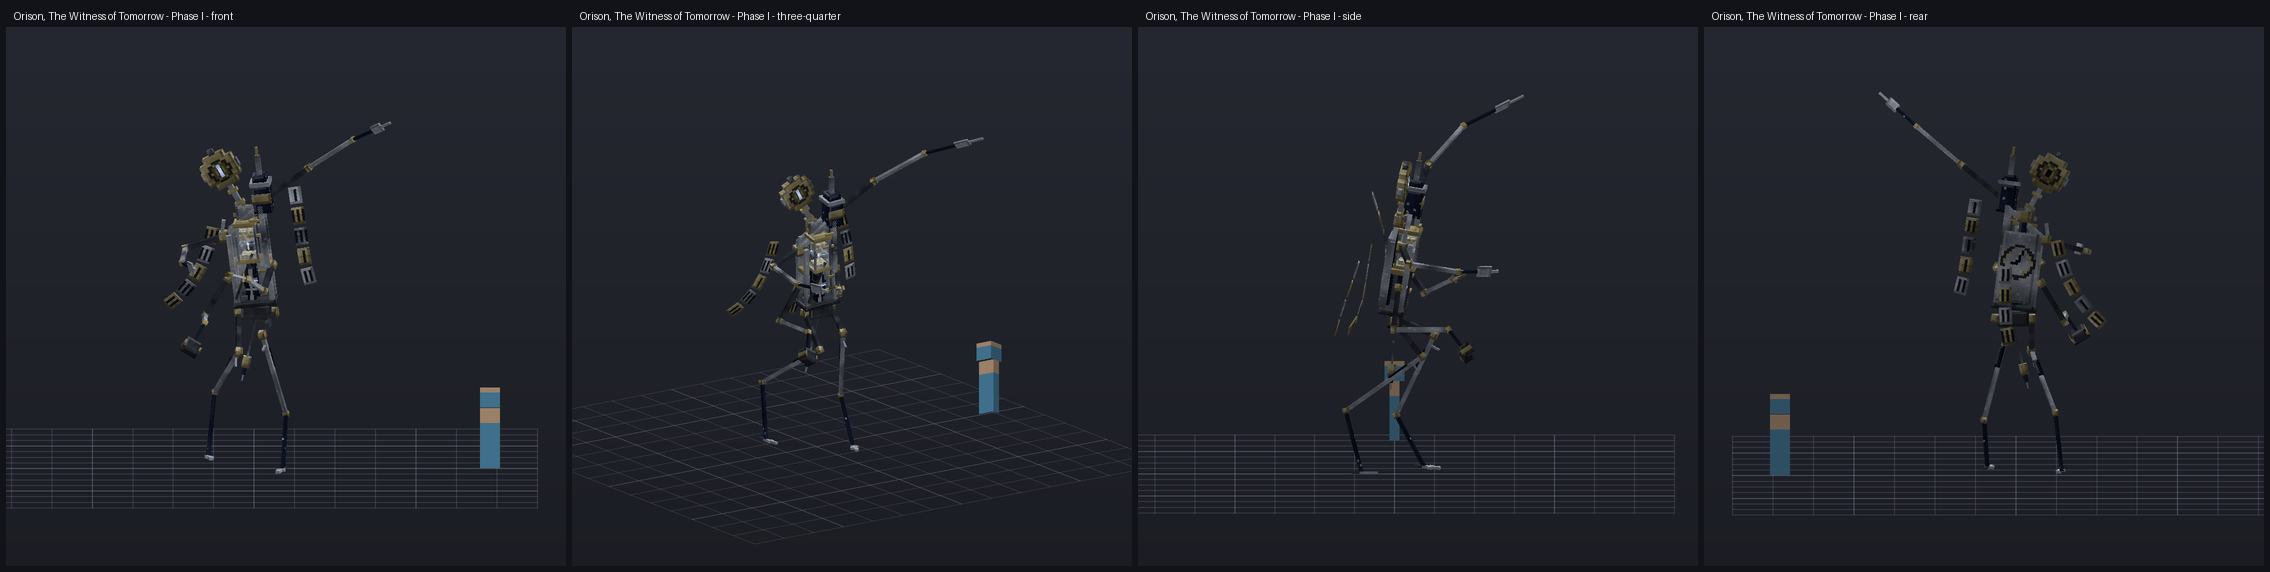 Orison, The Witness of Tomorrow - Phase I - front
Orison, The Witness of Tomorrow - Phase I - three-quarter
Orison, The Witness of Tomorrow - Phase I - side
Orison, The Witness of Tomorrow - Phase I - rear